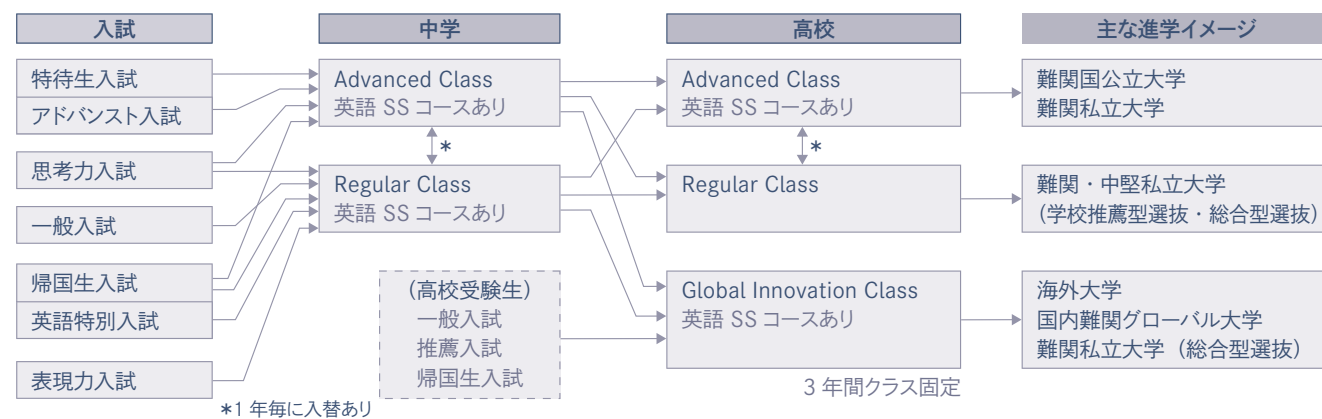 入試
中学
高校
主な進学イメージ
特待生入試
アドバンスト入試
思考力入試
一般入試
帰国生入試
英語特別入試
表現力入試
Advanced Class
英語 SS コースあり
*
Regular Class
英語 SS コースあり
(高校受験生)
一般入試
推薦入試
帰国生入試
Advanced Class
英語 SS コースあり
*
Regular Class
Global Innovation Class
英語 SS コースあり
3 年間クラス固定
難関国公立大学
難関私立大学
難関・中堅私立大学
(学校推薦型選抜・総合型選抜)
海外大学
国内難関グローバル大学
難関私立大学（総合型選抜）
*1 年毎に入替あり